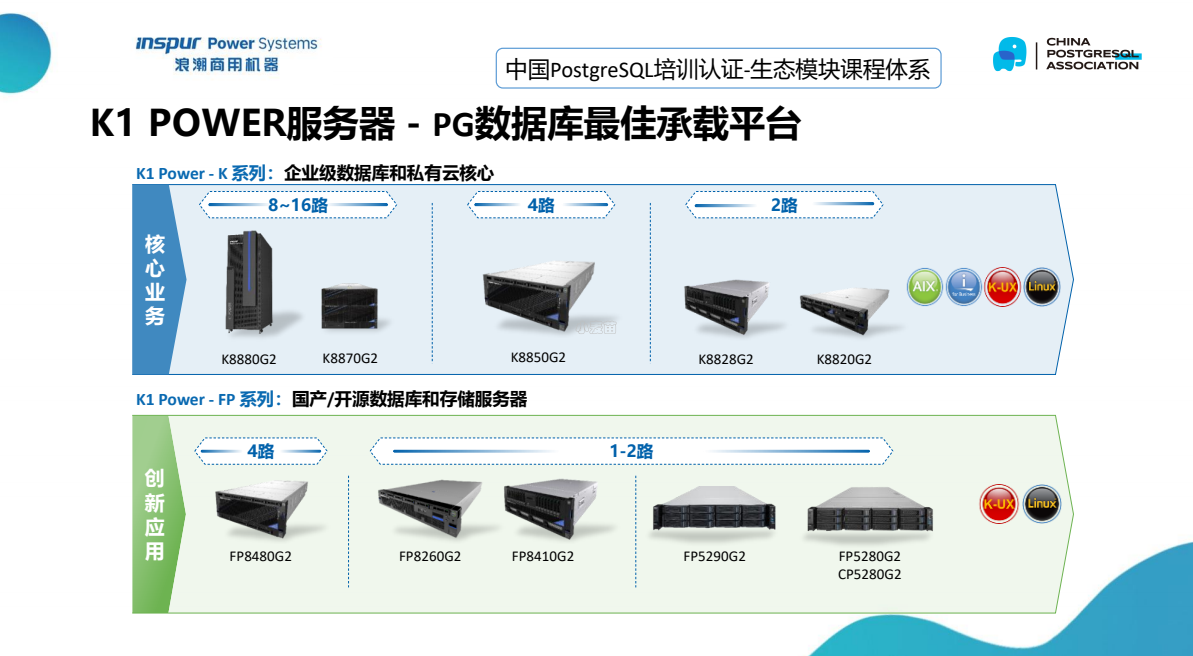 inspur Power Systems
浪潮商用机器
中国PostgreSQL培训认证-生态模块课程体系
CHINA
POSTGRESQL
ASSOCIATION
K1 POWER服务器 - PG数据库最佳承载平台
K1 Power - K 系列：企业级数据库和私有云核心
核心业务
8~16路
4路
2路
K8880G2
K8870G2
K8850G2
K8828G2
K8820G2
AIX
i
for Business
K-UX
Linux
K1 Power - FP 系列：国产/开源数据库和存储服务器
创新应用
4路
1-2路
FP8480G2
FP8260G2
FP8410G2
FP5290G2
FP5280G2
CP5280G2
K-UX
Linux